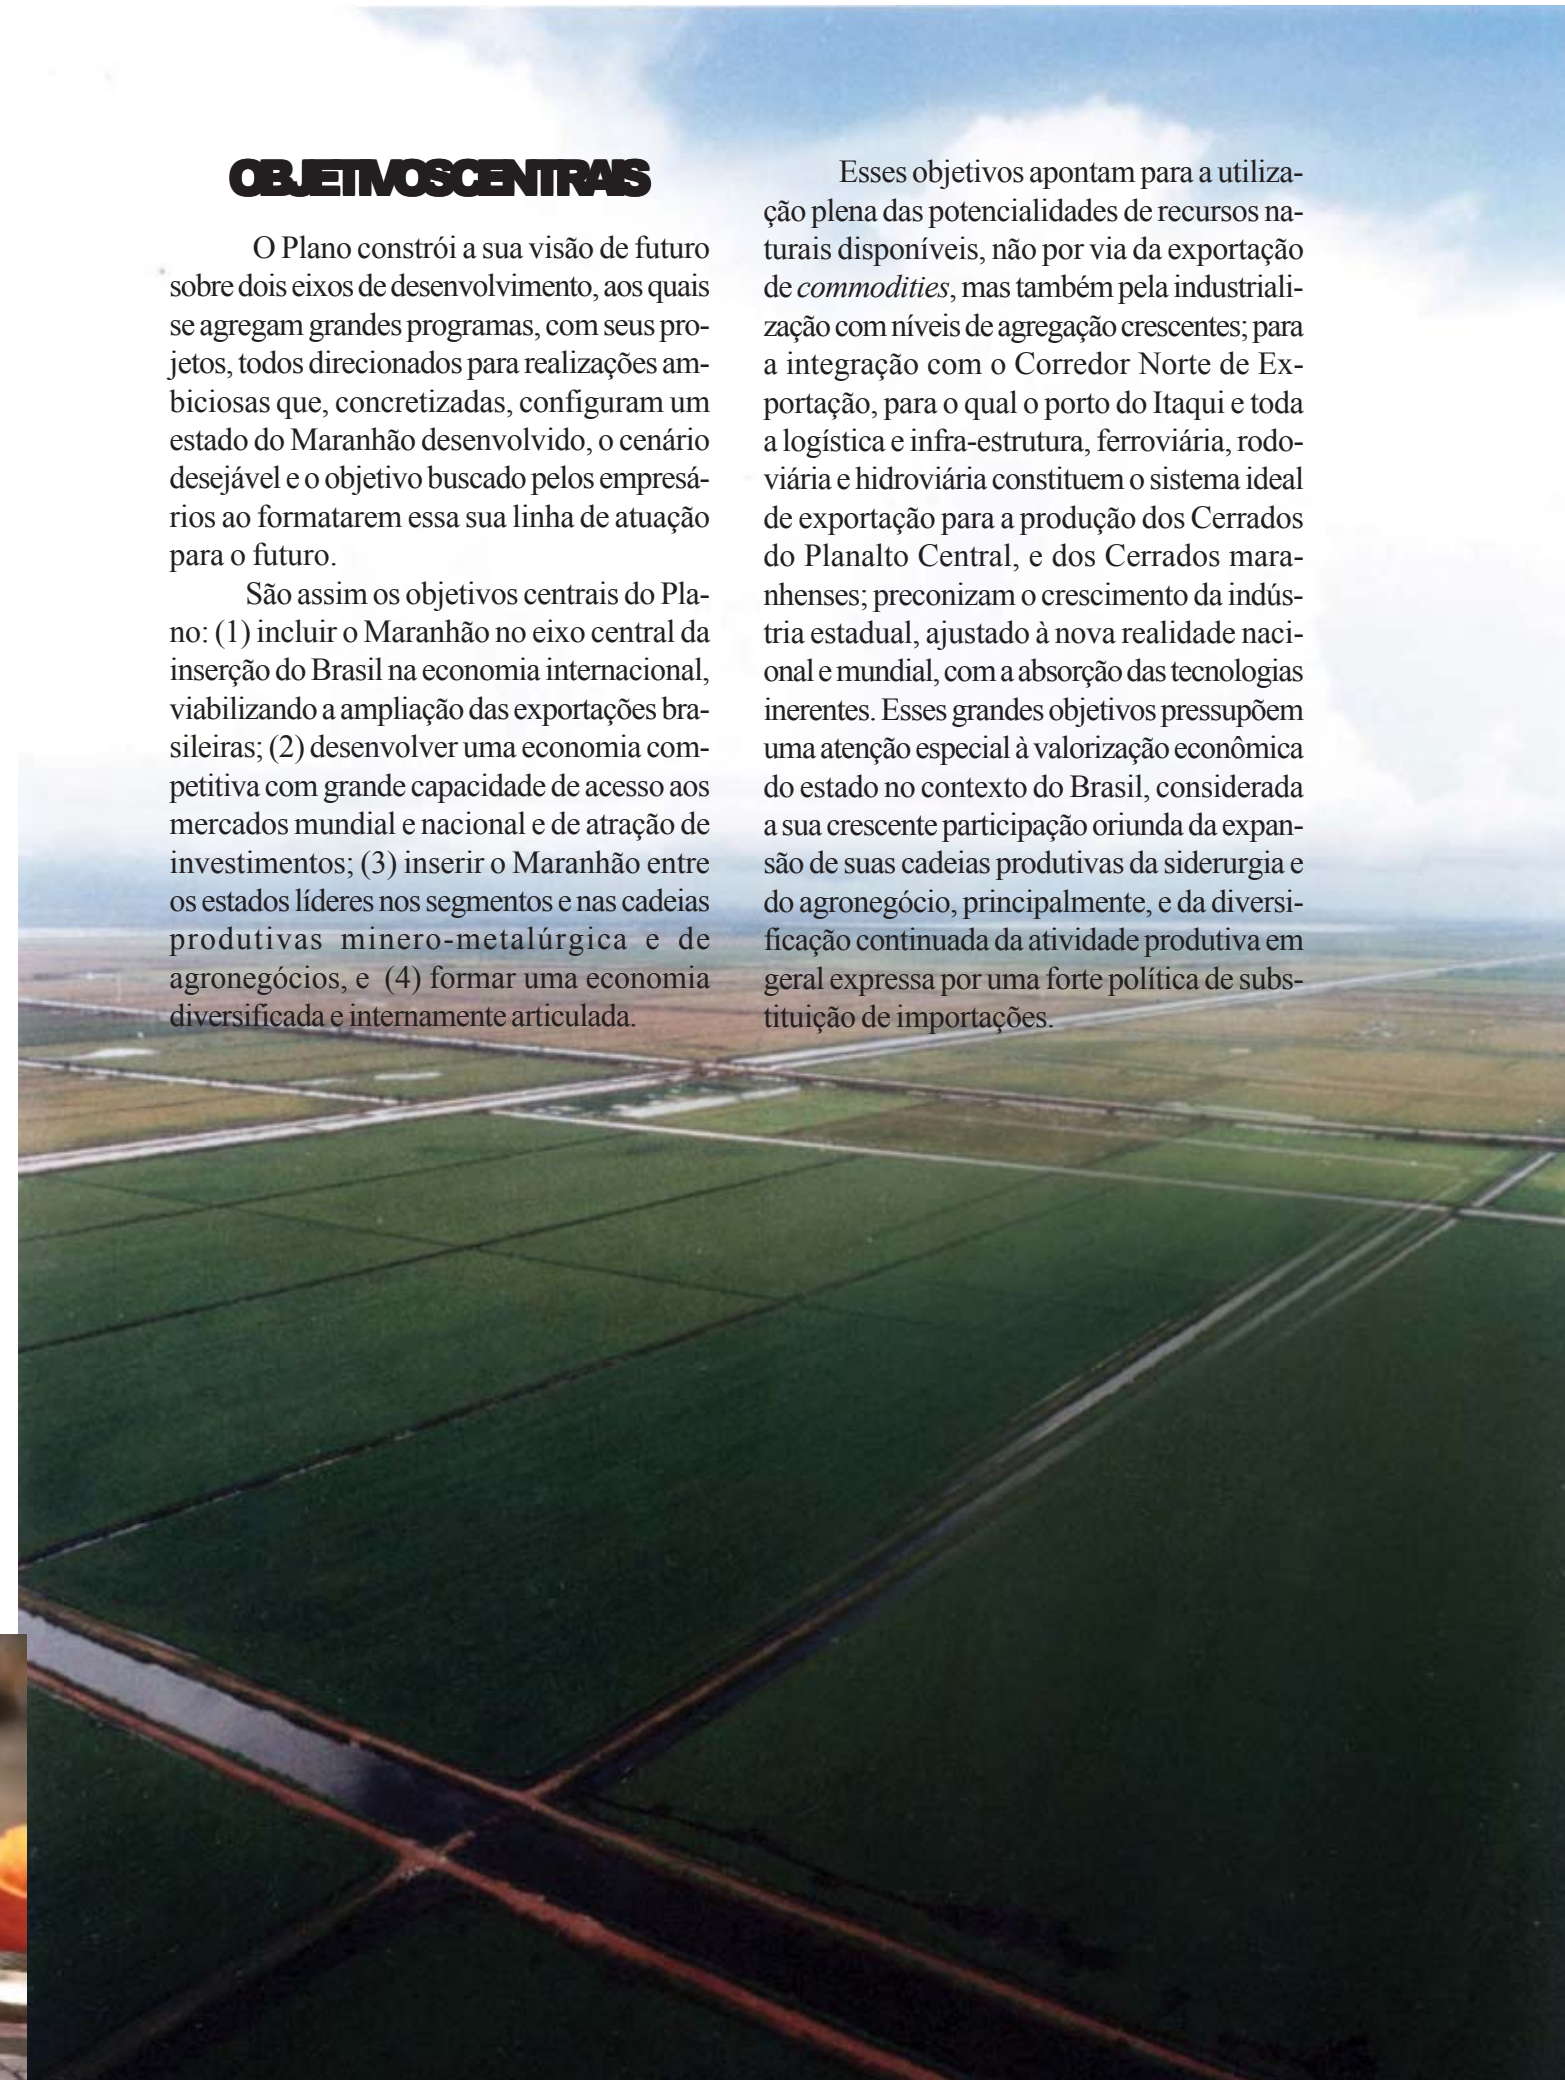 OBJETIVOS CENTRAIS
O Plano constrói a sua visão de futuro
sobre dois eixos de desenvolvimento, aos quais
se agregam grandes programas, com seus pro-
jetos, todos direcionados para realizações am-
biciosas que, concretizadas, configuram um
estado do Maranhão desenvolvido, o cenário
desejável e o objetivo buscado pelos empresá-
rios ao formatarem essa sua linha de atuação
para o futuro.
São assim os objetivos centrais do Pla-
no: (1) incluir o Maranhão no eixo central da
inserção do Brasil na economia internacional,
viabilizando a ampliação das exportações bra-
sileiras; (2) desenvolver uma economia com-
petitiva com grande capacidade de acesso aos
mercados mundial e nacional e de atração de
investimentos; (3) inserir o Maranhão entre
os estados líderes nos segmentos e nas cadeias
produtivas minero-metalúrgica e de
agronegócios, e (4) formar uma economia
diversificada e internamente articulada.
Esses objetivos apontam para a utiliza-
ção plena das potencialidades de recursos na-
turais disponíveis, não por via da exportação
de commodities, mas também pela industriali-
zação com níveis de agregação crescentes; para
a integração com o Corredor Norte de Ex-
portação, para o qual o porto do Itaqui e toda
a logística e infra-estrutura, ferroviária, rodo-
viária e hidroviária constituem o sistema ideal
de exportação para a produção dos Cerrados
do Planalto Central, e dos Cerrados mara-
nhenses; preconizam o crescimento da indús-
tria estadual, ajustado à nova realidade naci-
onal e mundial, com a absorção das tecnologias
inerentes. Esses grandes objetivos pressupõem
uma atenção especial à valorização econômica
do estado no contexto do Brasil, considerada
a sua crescente participação oriunda da expan-
são de suas cadeias produtivas da siderurgia e
do agronegócio, principalmente, e da diversi-
ficação continuada da atividade produtiva em
geral expressa por uma forte política de subs-
tituição de importações.